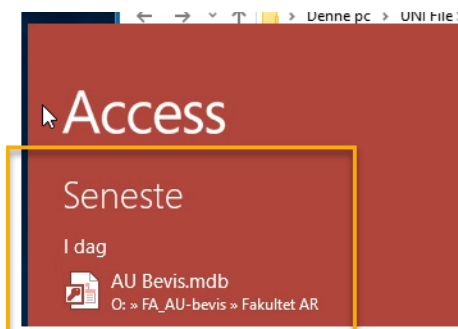 Denne pc > UNI File
Access
Seneste
I dag
AU Bevis.mdb
O: » FA_AU-bevis » Fakultet AR